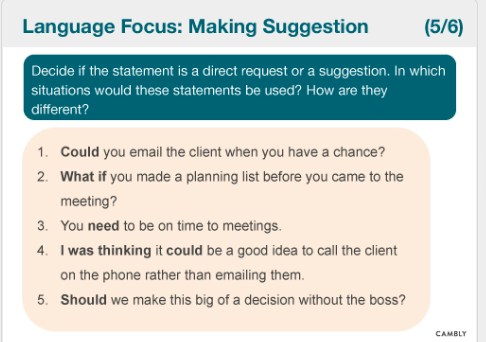 Language Focus: Making Suggestion (5/6)
Decide if the statement is a direct request or a suggestion. In which
situations would these statements be used? How are they
different?
1. Could you email the client when you have a chance?
2. What if you made a planning list before you came to the
meeting?
3. You need to be on time to meetings.
4. I was thinking it could be a good idea to call the client
on the phone rather than emailing them.
5. Should we make this big of a decision without the boss?
CAMBLY